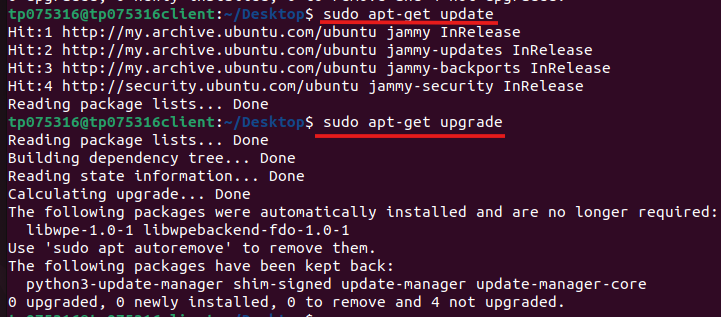 tp075316@tp075316client:~/Desktop$ sudo apt-get update
Hit:1 http://my.archive.ubuntu.com/ubuntu jammy InRelease
Hit:2 http://my.archive.ubuntu.com/ubuntu jammy-updates InRelease
Hit:3 http://my.archive.ubuntu.com/ubuntu jammy-backports InRelease
Hit:4 http://security.ubuntu.com/ubuntu jammy-security InRelease
Reading package lists... Done
tp075316@tp075316client:~/Desktop$ sudo apt-get upgrade
Reading package lists... Done
Building dependency tree... Done
Reading state information... Done
Calculating upgrade... Done
The following packages were automatically installed and are no longer required:
  libwpe-1.0-1 libwpebackend-fdo-1.0-1
Use 'sudo apt autoremove' to remove them.
The following packages have been kept back:
  python3-update-manager shim-signed update-manager update-manager-core
0 upgraded, 0 newly installed, 0 to remove and 4 not upgraded.